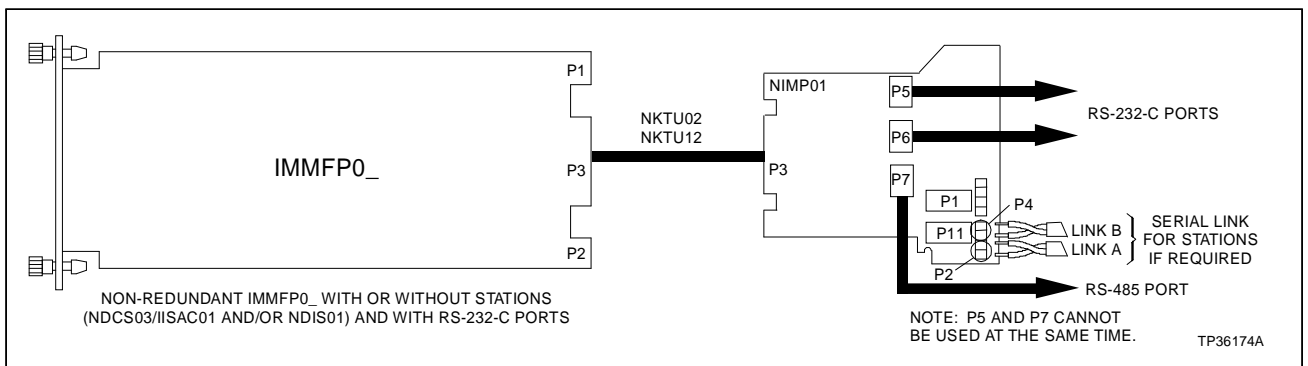 P1
NIMP01
P5
RS-232-C PORTS
NKTU02
NKTU12
P6
IMMFP0_
P3
P3
P7
P1
P4
P11
LINK B
LINK A
SERIAL LINK
FOR STATIONS
IF REQUIRED
P2
P2
RS-485 PORT
NON-REDUNDANT IMMFP0_ WITH OR WITHOUT STATIONS
(NDCS03/IISAC01 AND/OR NDIS01) AND WITH RS-232-C PORTS
NOTE: P5 AND P7 CANNOT
BE USED AT THE SAME TIME.
TP36174A